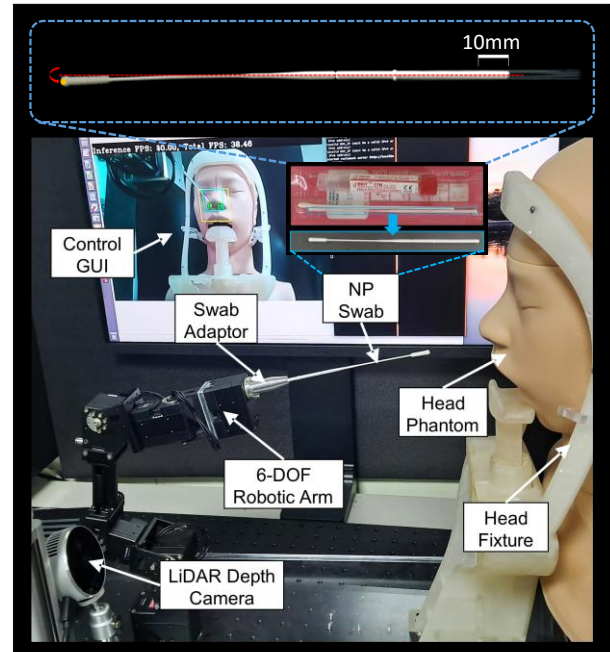 10mm
Inference FPS: 30.00, Total FPS: 38.46
Control
GUI
NP
Swab
Swab
Adaptor
Head
Phantom
6-DOF
Robotic Arm
Head
Fixture
LiDAR Depth
Camera